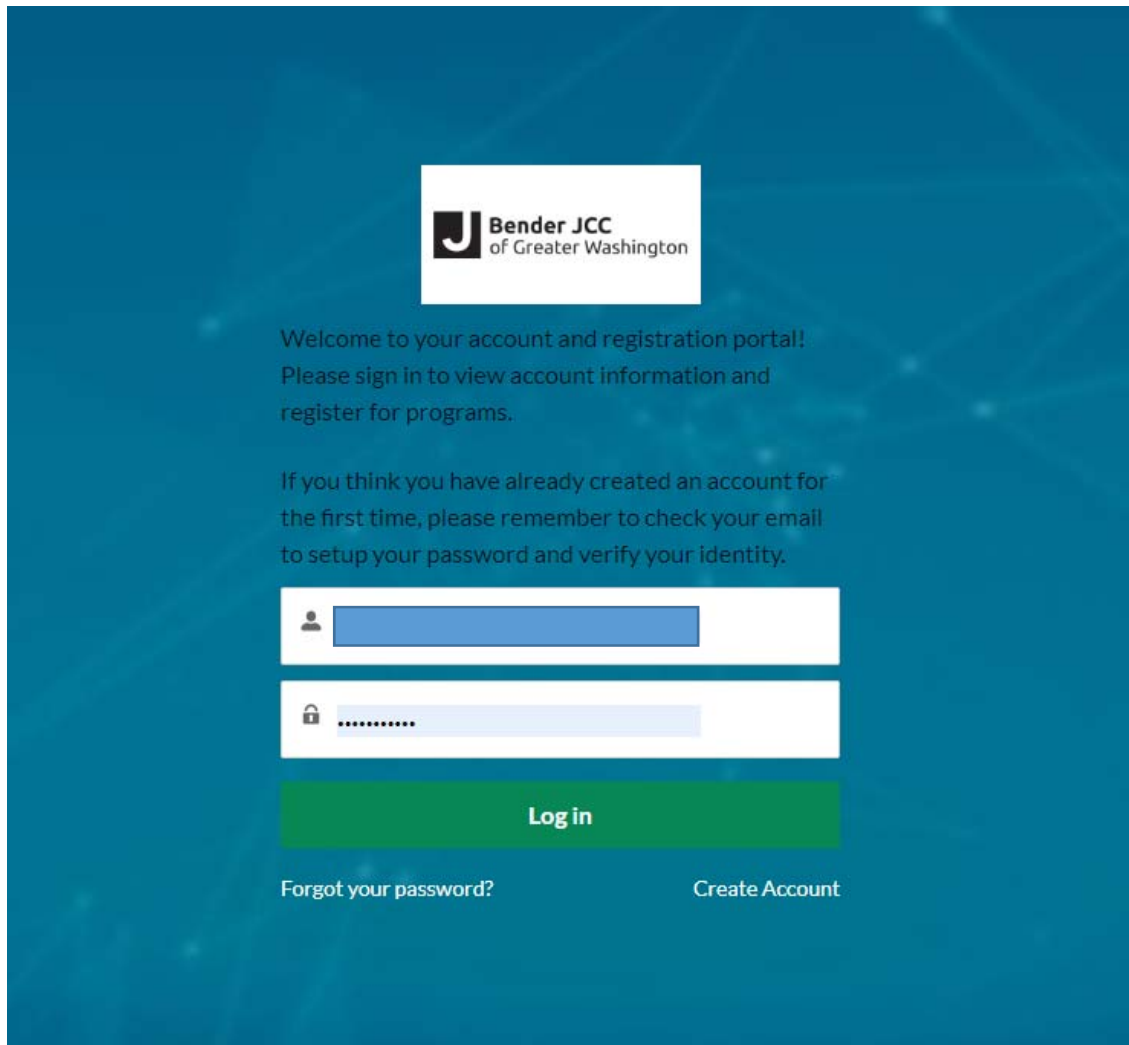 J Bender JCC
of Greater Washington
Welcome to your account and registration portal!
Please sign in to view account information and
register for programs.
If you think you have already created an account for
the first time, please remember to check your email
to setup your password and verify your identity.
...........
Log in
Forgot your password? Create Account